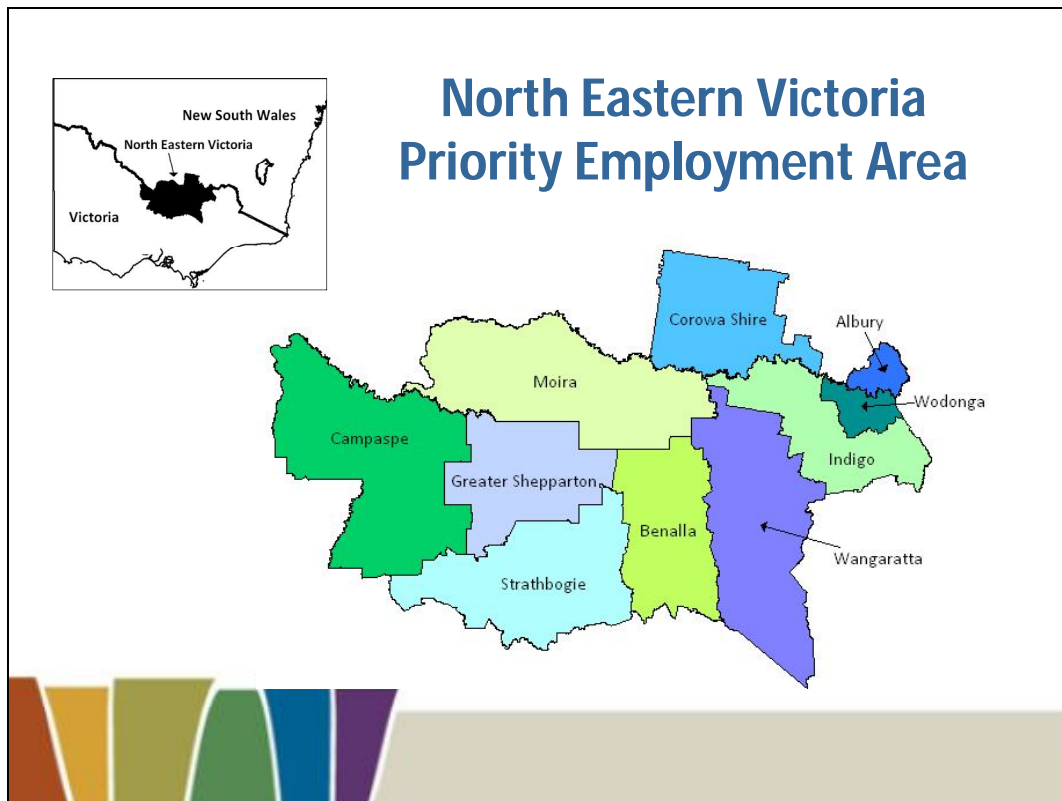 North Eastern Victoria
Priority Employment Area
New South Wales
North Eastern Victoria
Victoria
Corowa Shire
Albury
Moira
Wodonga
Campaspe
Indigo
Greater Shepparton
Benalla
Wangaratta
Strathbogie